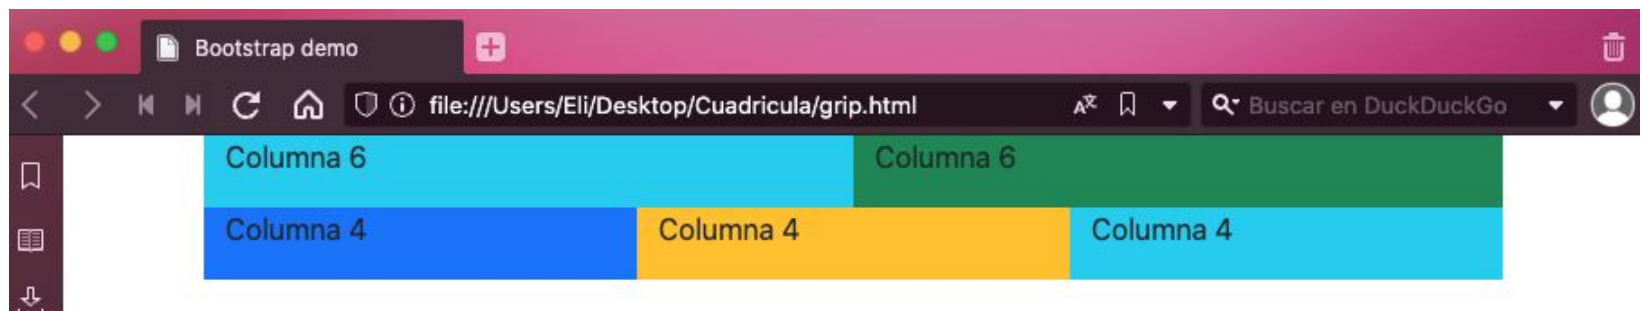 Bootstrap demo
file:///Users/Eli/Desktop/Cuadricula/grip.html
Buscar en DuckDuckGo
Columna 6 Columna 6
Columna 4 Columna 4 Columna 4